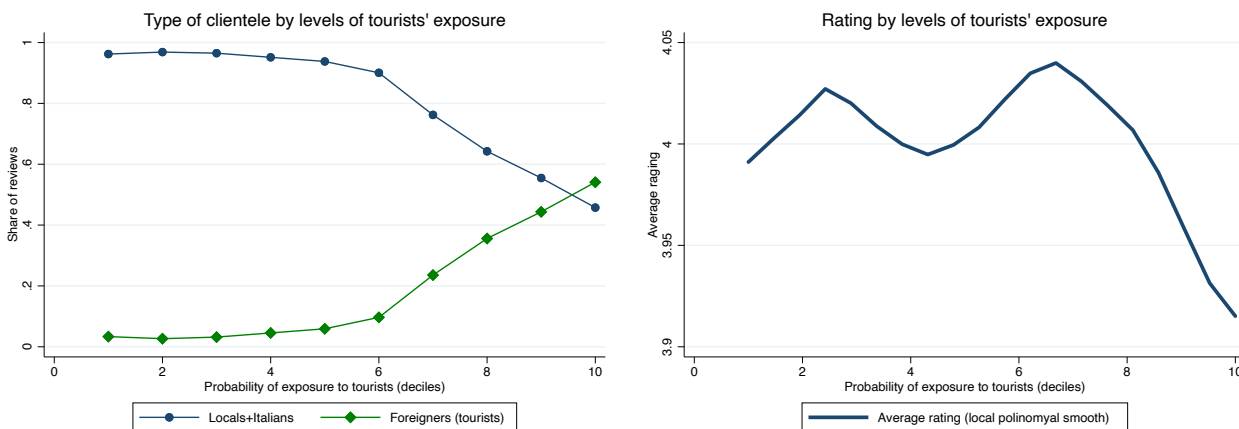 Type of clientele by levels of tourists' exposure
Share of reviews
1
.8
.6
.4
.2
0
0 2 4 6 8 10
Probability of exposure to tourists (deciles)
Locals+Italians Foreigners (tourists)
Rating by levels of tourists' exposure
Average raging
4.05
4
3.95
3.9
0 2 4 6 8 10
Probability of exposure to tourists (deciles)
Average rating (local polinomyal smooth)